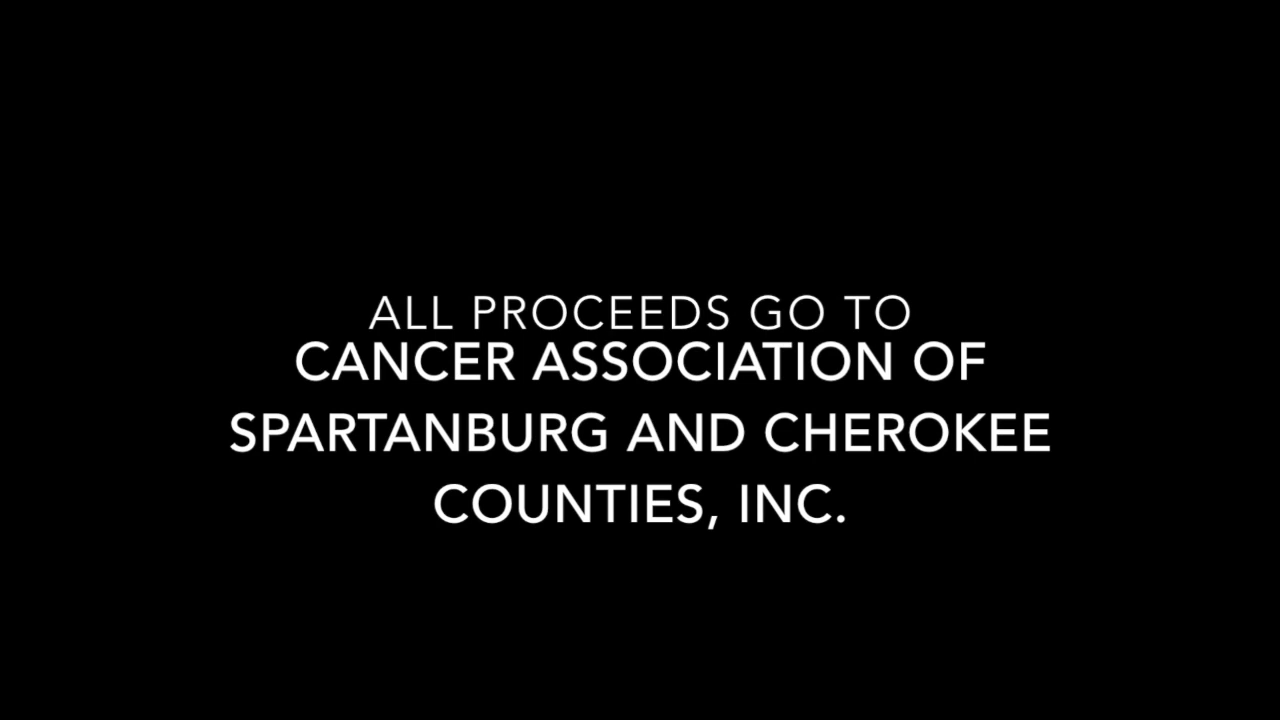 ALL PROCEEDS GO TO
CANCER ASSOCIATION OF
SPARTANBURG AND CHEROKEE
COUNTIES, INC.